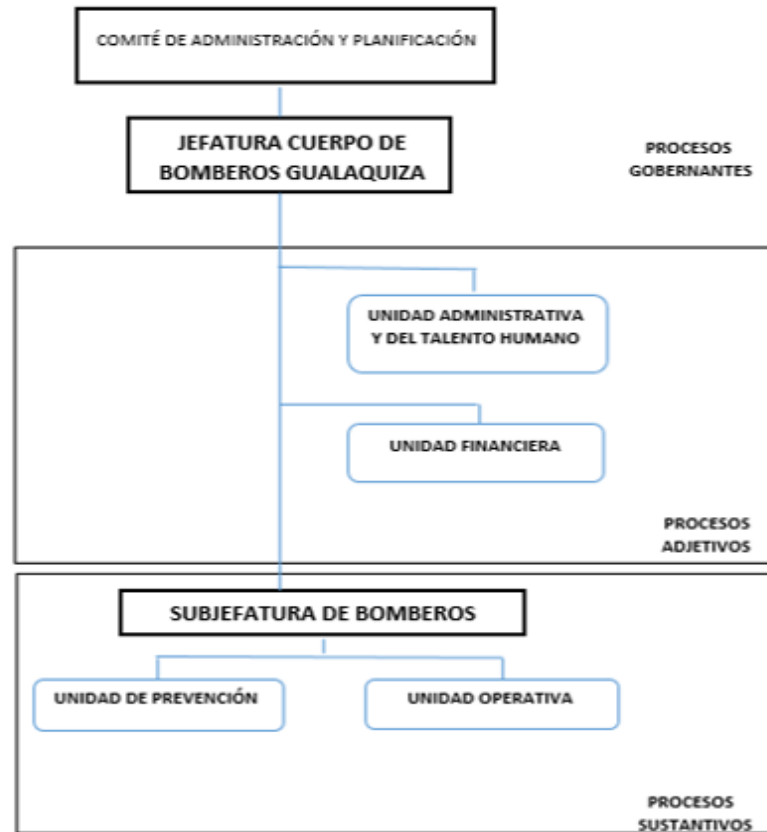 COMITÉ DE ADMINISTRACIÓN Y PLANIFICACIÓN
JEFATURA CUERPO DE
BOMBEROS GUALAQUIZA
PROCESOS
GOBERNANTES
UNIDAD ADMINISTRATIVA
Y DEL TALENTO HUMANO
UNIDAD FINANCIERA
PROCESOS
ADJETIVOS
SUBJEFATURA DE BOMBEROS
UNIDAD DE PREVENCIÓN
UNIDAD OPERATIVA
PROCESOS
SUSTANTIVOS